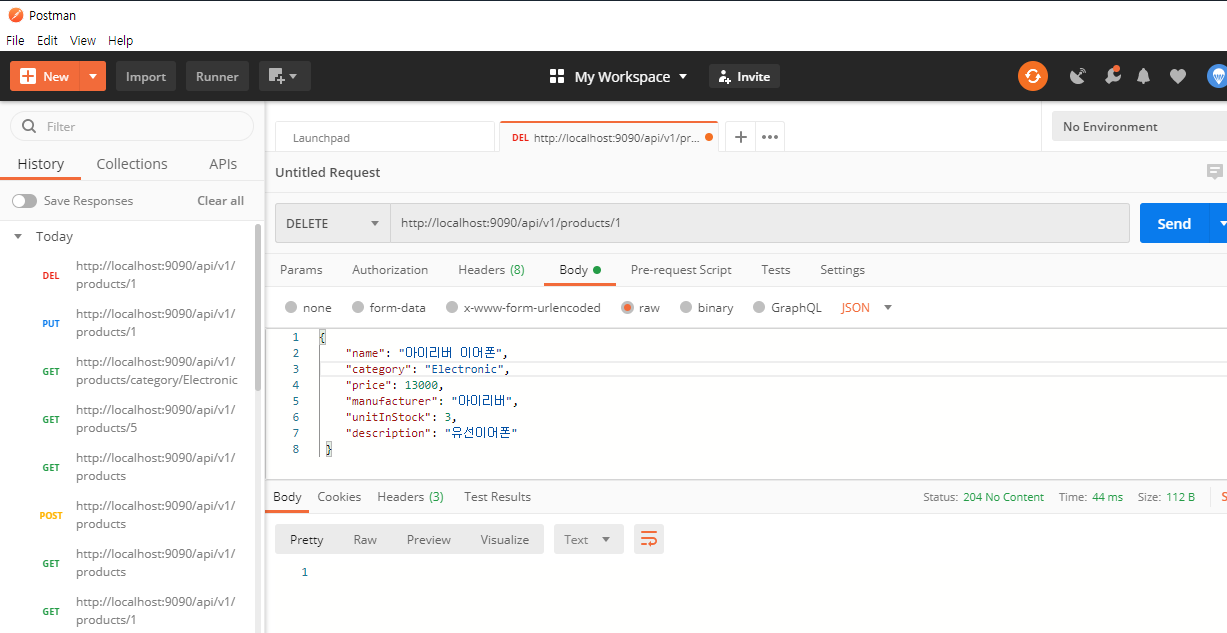 Postman
File Edit View Help
New Import Runner My Workspace Invite
Filter
History Collections APIs
Save Responses Clear all
Today
DEL http://localhost:9090/api/v1/
products/1
PUT http://localhost:9090/api/v1/
products/1
GET http://localhost:9090/api/v1/
products/category/Electronic
GET http://localhost:9090/api/v1/
products/5
GET http://localhost:9090/api/v1/
products
POST http://localhost:9090/api/v1/
products
GET http://localhost:9090/api/v1/
products
GET http://localhost:9090/api/v1/
products/1
Launchpad DEL http://localhost:9090/api/v1/pr... No Environment
Untitled Request
DELETE http://localhost:9090/api/v1/products/1 Send
Params Authorization Headers (8) Body Pre-request Script Tests Settings
none form-data x-www-form-urlencoded raw binary GraphQL JSON
1 {
2 "name": "아이리버 이어폰",
3 "category": "Electronic",
4 "price": 13000,
5 "manufacturer": "아이리버",
6 "unitInStock": 3,
7 "description": "유선이어폰"
8 }
Body Cookies Headers (3) Test Results Status: 204 No Content Time: 44 ms Size: 112 B S
Pretty Raw Preview Visualize Text
1